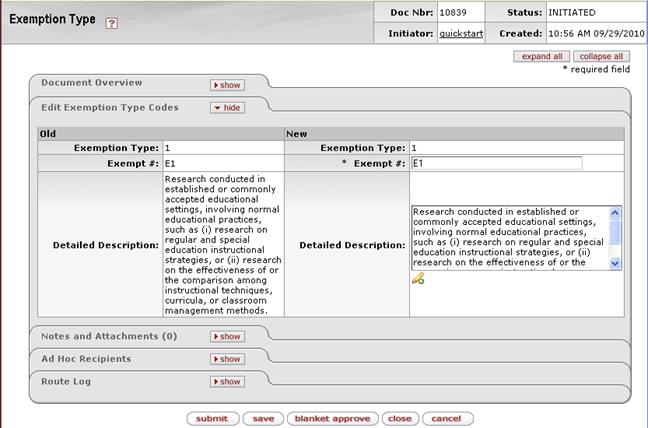 Exemption Type ?
Doc Nbr: 10839 Status: INITIATED
Initiator: quickstart Created: 10:56 AM 09/29/2010
expand all collapse all
* required field
Document Overview show
Edit Exemption Type Codes hide
Old New
Exemption Type: 1 Exemption Type: 1
Exempt #: E1 * Exempt #: E1
Detailed Description:
Research conducted in
established or commonly
accepted educational
settings, involving normal
educational practices,
such as (i) research on
regular and special
education instructional
strategies, or (ii) research
on the effectiveness of or
the comparison among
instructional techniques,
curricula, or classroom
management methods.
Detailed Description:
Research conducted in established or
commonly accepted educational settings,
involving normal educational practices,
such as (i) research on regular and special
education instructional strategies, or (ii)
research on the effectiveness of or the
Notes and Attachments (0) show
Ad Hoc Recipients show
Route Log show
submit save blanket approve close cancel